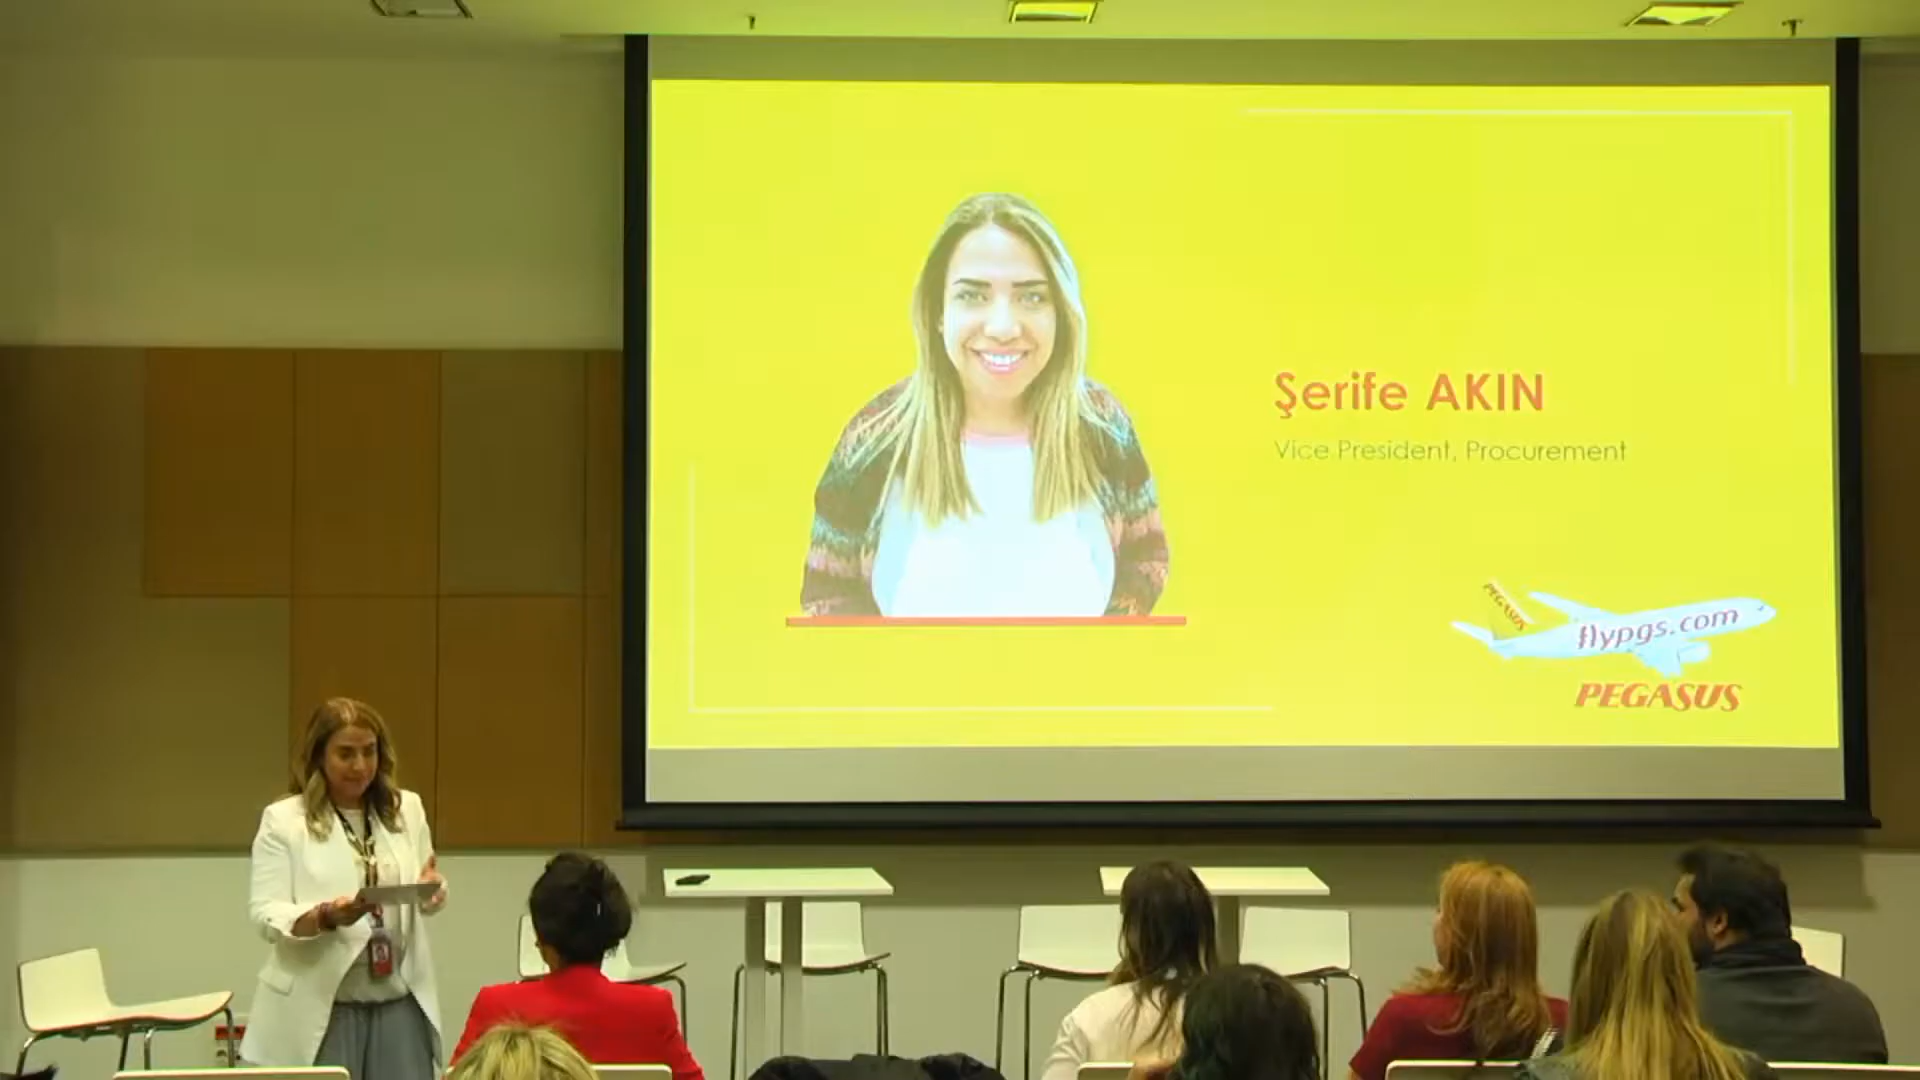 Şerife AKIN
Vice President, Procurement
PEGASUS
flypgs.com
PEGASUS